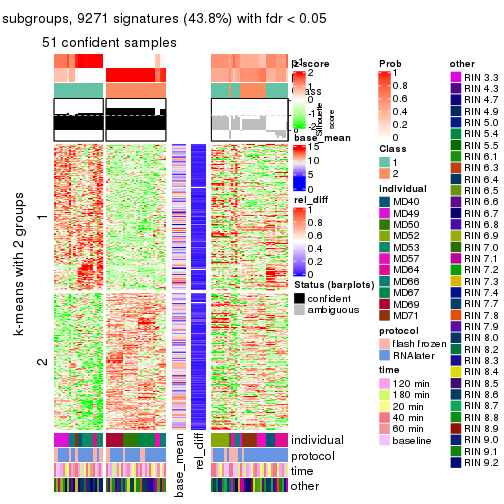 subgroups, 9271 signatures (43.8%) with fdr < 0.05
51 confident samples
k-means with 2 groups
1
2
p1
p2
Class
Silhouette score
z-score
2
1
0
-1
-2
base_mean
15
10
5
0
rel_diff
1
0.8
0.6
0.4
0.2
0
Status (barplots)
confident
ambiguous
individual
protocol
time
other
base_mean
rel_diff
Prob
1
0.8
0.6
0.4
0.2
0
Class
1
2
individual
MD40
MD49
MD50
MD52
MD53
MD57
MD64
MD66
MD67
MD69
MD71
protocol
flash frozen
RNAlater
time
120 min
180 min
20 min
40 min
60 min
baseline
other
RIN 3.3
RIN 4.3
RIN 4.7
RIN 4.9
RIN 5.0
RIN 5.4
RIN 5.5
RIN 6.1
RIN 6.3
RIN 6.4
RIN 6.5
RIN 6.6
RIN 6.7
RIN 6.8
RIN 6.9
RIN 7.0
RIN 7.1
RIN 7.2
RIN 7.3
RIN 7.4
RIN 7.7
RIN 7.8
RIN 7.9
RIN 8.0
RIN 8.2
RIN 8.3
RIN 8.4
RIN 8.5
RIN 8.6
RIN 8.7
RIN 8.8
RIN 8.9
RIN 9.0
RIN 9.1
RIN 9.2